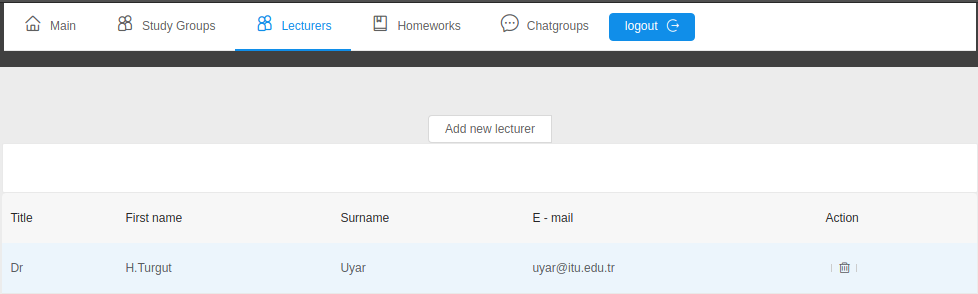 Main Study Groups Lecturers Homeworks Chatgroups logout
Add new lecturer
Title First name Surname E - mail Action
Dr H.Turgut Uyar uyar@itu.edu.tr